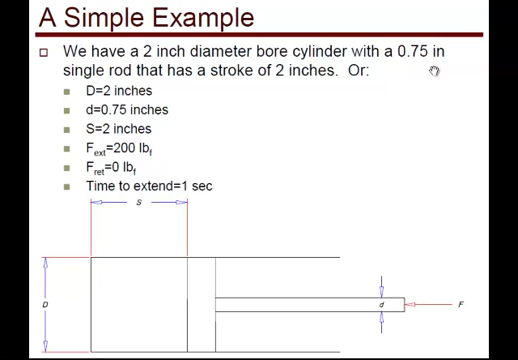 A Simple Example
We have a 2 inch diameter bore cylinder with a 0.75 in
single rod that has a stroke of 2 inches. Or:
D=2 inches
d=0.75 inches
S=2 inches
Fext=200 lbf
Fret=0 lbf
Time to extend=1 sec
S
D
d
F